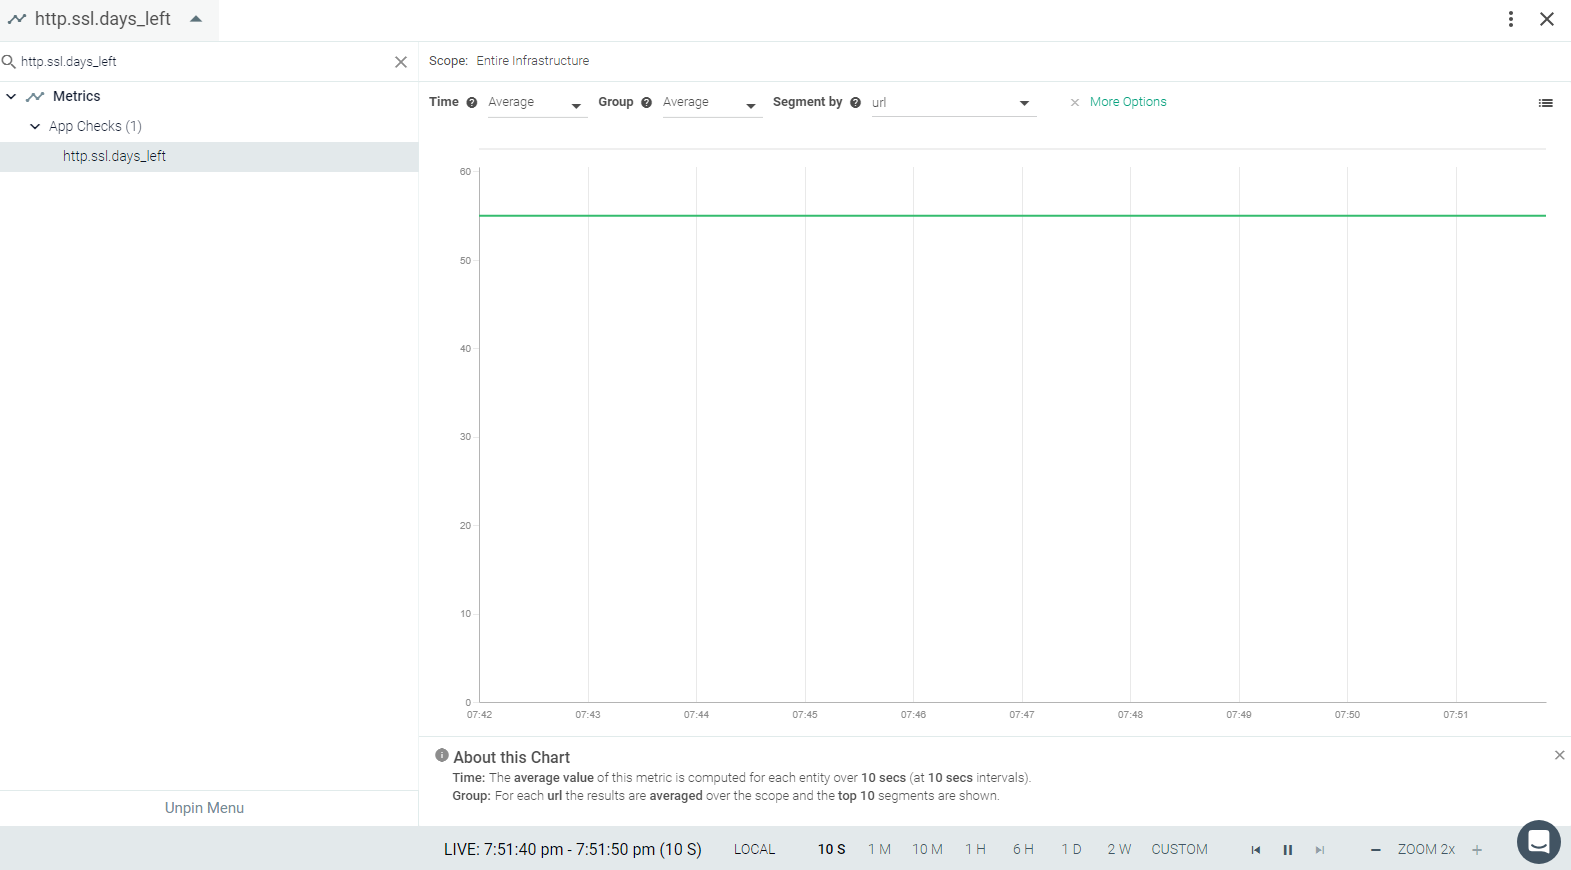 http.ssl.days_left
http.ssl.days_left
Metrics
App Checks (1)
http.ssl.days_left
Unpin Menu
Scope: Entire Infrastructure
Time ? Average Group ? Average Segment by ? url × More Options
60
50
40
30
20
10
0
07:42 07:43 07:44 07:45 07:46 07:47 07:48 07:49 07:50 07:51
About this Chart
Time: The average value of this metric is computed for each entity over 10 secs (at 10 secs intervals).
Group: For each url the results are averaged over the scope and the top 10 segments are shown.
LIVE: 7:51:40 pm - 7:51:50 pm (10 S) LOCAL 10 S 1 M 10 M 1 H 6 H 1 D 2 W CUSTOM − ZOOM 2x +